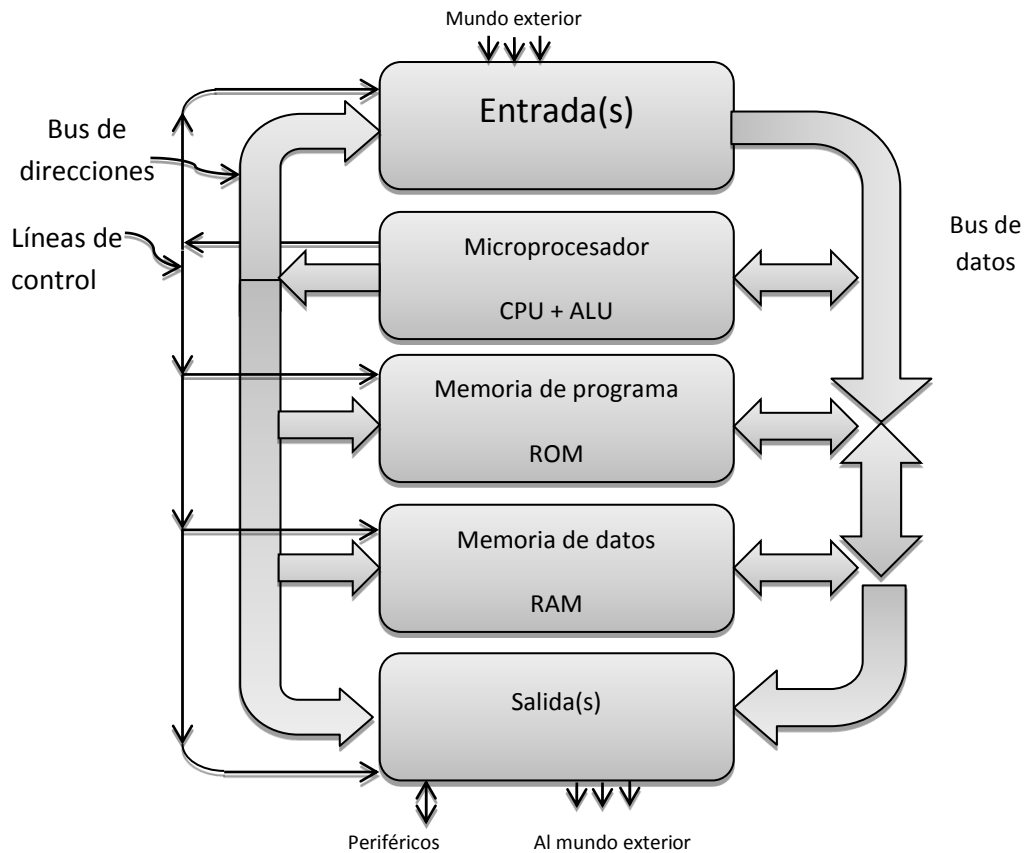 Mundo exterior
Entrada(s)
Bus de
direcciones
Líneas de
control
Microprocesador
CPU + ALU
Bus de
datos
Memoria de programa
ROM
Memoria de datos
RAM
Salida(s)
Periféricos
Al mundo exterior